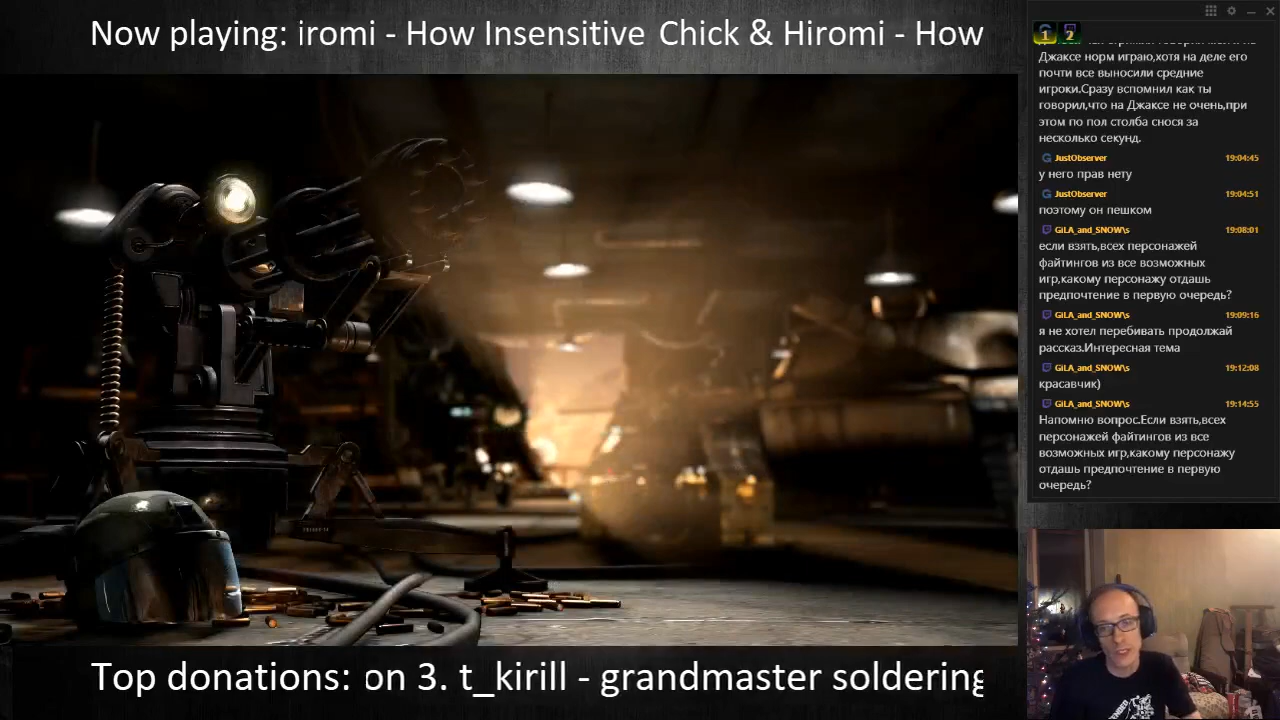 Now playing: iromi - How Insensitive Chick & Hiromi - How
1 2
Джаксе норм играю,хотя на деле его
почти все выносили средние
игроки.Сразу вспомнил как ты
говорил,что на Джаксе не очень,при
этом по пол столба снося за
несколько секунд.
JustObserver 19:04:45
у него прав нету
JustObserver 19:04:51
поэтому он пешком
GiLA_and_SNOW\s 19:08:01
если взять,всех персонажей
файтингов из все возможных
игр,какому персонажу отдашь
предпочтение в первую очередь?
GiLA_and_SNOW\s 19:09:16
я не хотел перебивать продолжай
рассказ.Интересная тема
GiLA_and_SNOW\s 19:12:08
красавчик)
GiLA_and_SNOW\s 19:14:55
Напомню вопрос.Если взять,всех
персонажей файтингов из все
возможных игр,какому персонажу
отдашь предпочтение в первую
очередь?
Top donations: on 3. t_kirill - grandmaster soldering